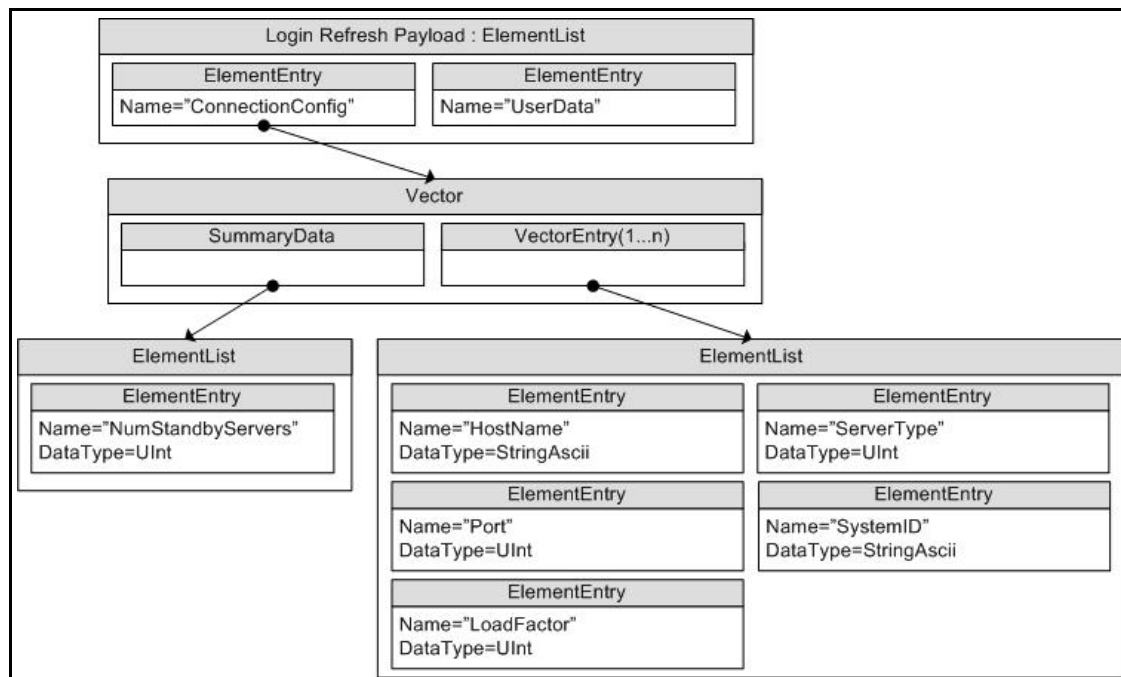 Login Refresh Payload : ElementList
ElementEntry
Name=”ConnectionConfig”
ElementEntry
Name=”UserData”
Vector
SummaryData
VectorEntry(1...n)
ElementList
ElementEntry
Name=”NumStandbyServers”
DataType=UInt
ElementList
ElementEntry
Name=”HostName”
DataType=StringAscii
ElementEntry
Name=”ServerType”
DataType=UInt
ElementEntry
Name=”Port”
DataType=UInt
ElementEntry
Name=”SystemID”
DataType=StringAscii
ElementEntry
Name=”LoadFactor”
DataType=UInt